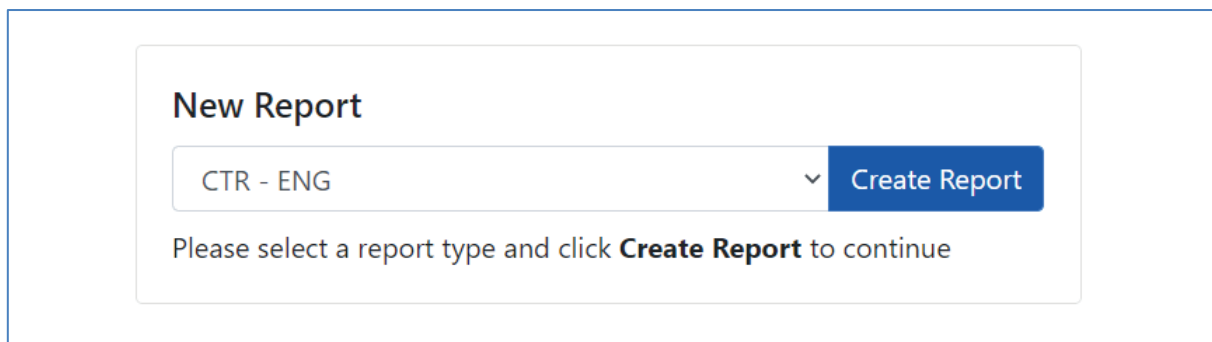 New Report
CTR - ENG
Create Report
Please select a report type and click Create Report to continue